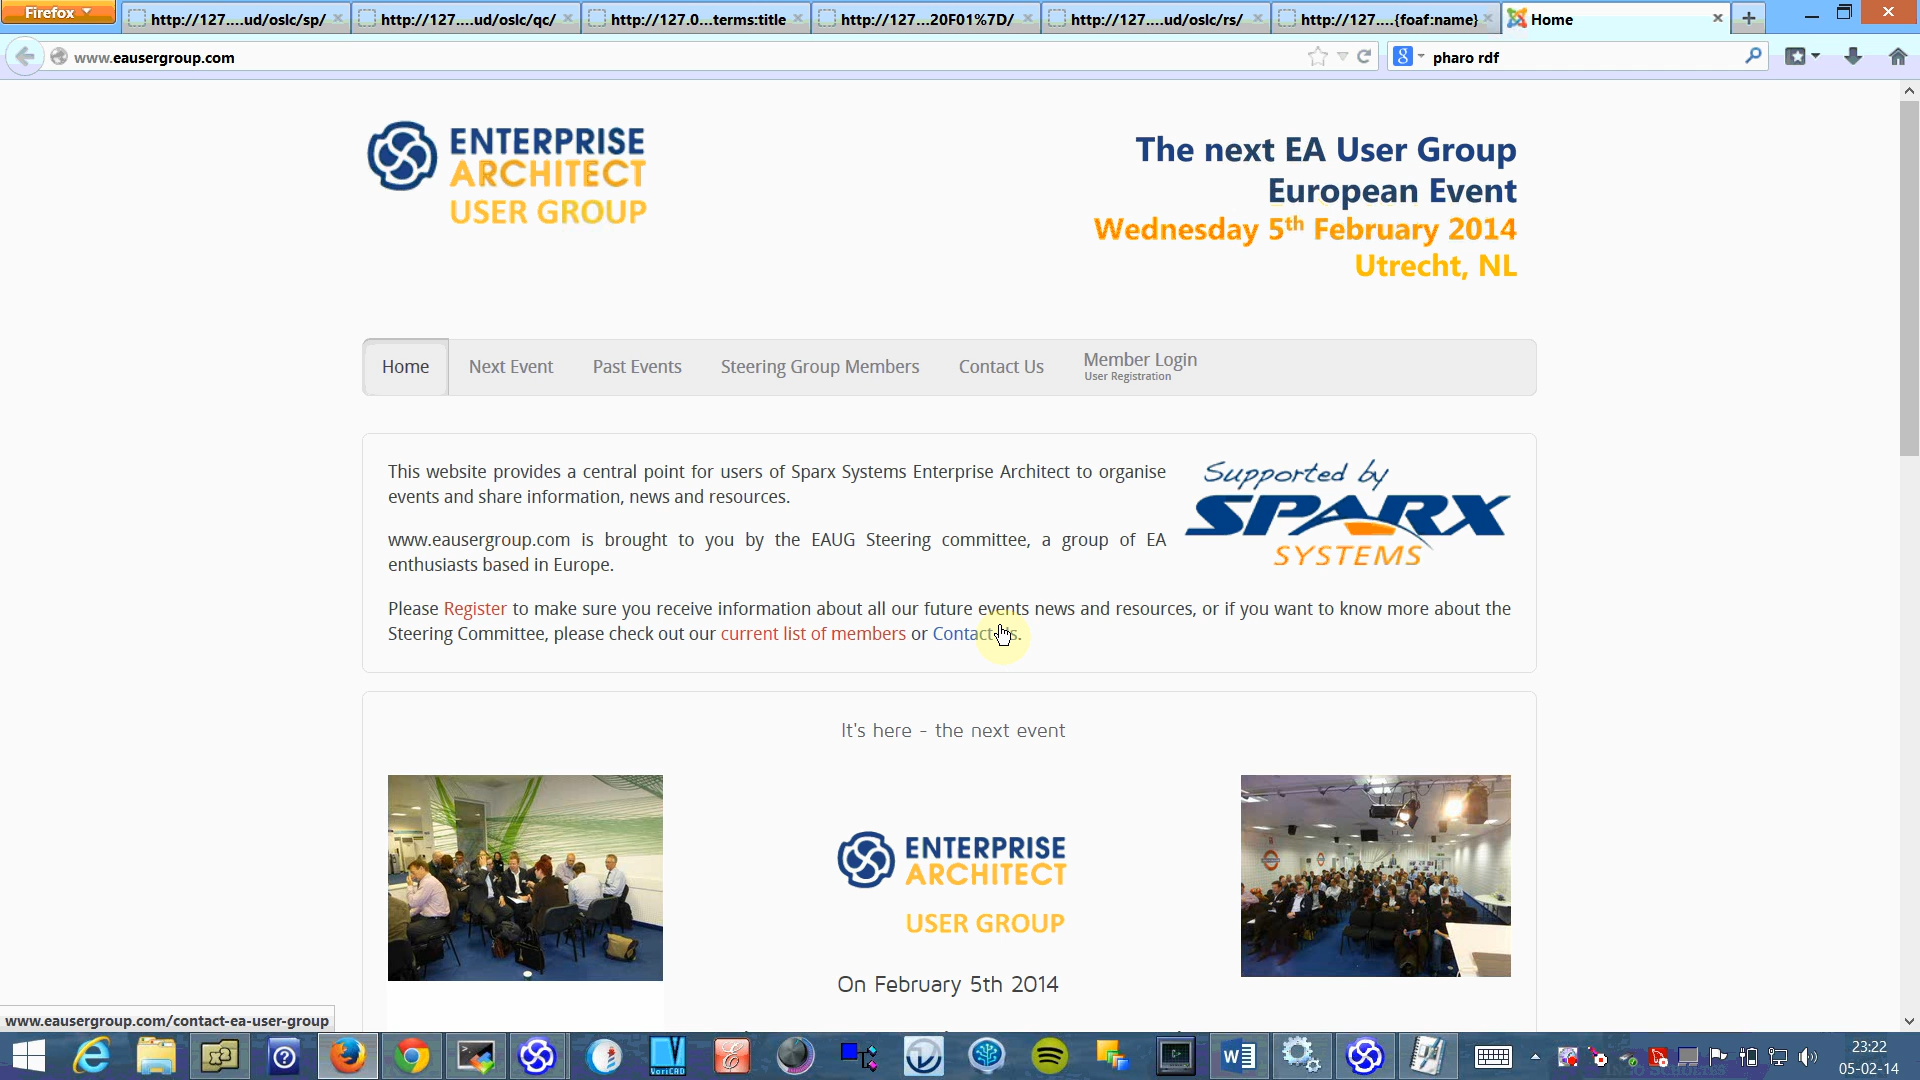 Firefox
http://127....ud/oslc/sp/
http://127....ud/oslc/qc/
http://127.0...terms:title
http://127...20F01%7D/
http://127....ud/oslc/rs/
http://127....{foaf:name}
Home
www.eausergroup.com
pharo rdf
ENTERPRISE
ARCHITECT
USER GROUP
The next EA User Group
European Event
Wednesday 5th February 2014
Utrecht, NL
Home
Next Event
Past Events
Steering Group Members
Contact Us
Member Login
User Registration
This website provides a central point for users of Sparx Systems Enterprise Architect to organise
events and share information, news and resources.
www.eausergroup.com is brought to you by the EAUG Steering committee, a group of EA
enthusiasts based in Europe.
Supported by
SPARX
SYSTEMS
Please Register to make sure you receive information about all our future events news and resources, or if you want to know more about the
Steering Committee, please check out our current list of members or Contact Us.
It's here - the next event
ENTERPRISE
ARCHITECT
USER GROUP
On February 5th 2014
www.eausergroup.com/contact-ea-user-group
VariCAD
23:22
05-02-14